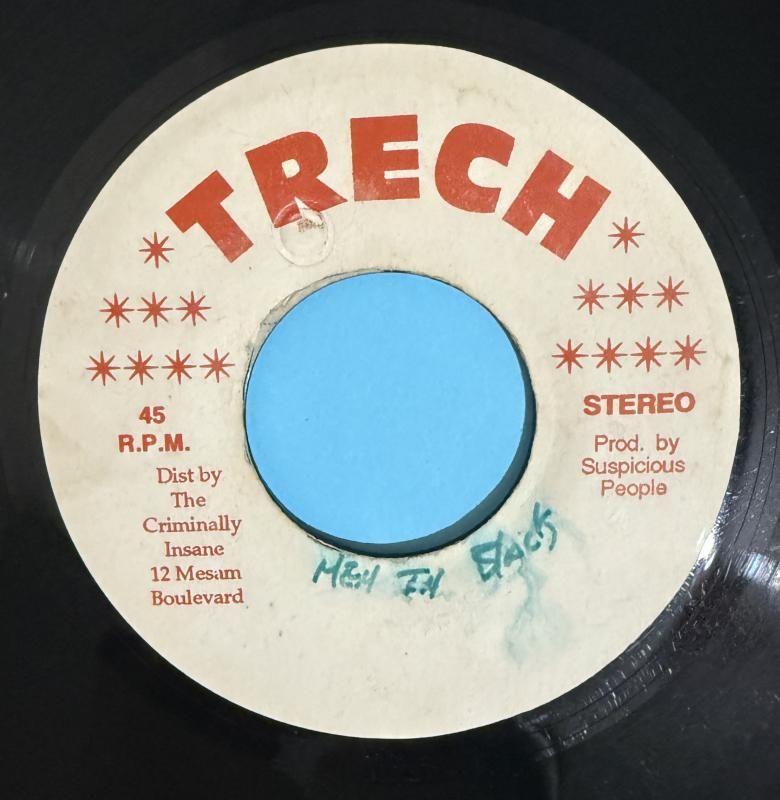 TRECH
45
R.P.M.
Dist by
The
Criminally
Insane
12 Mesam
Boulevard
STEREO
Prod. by
Suspicious
People
MEN IN BlACK